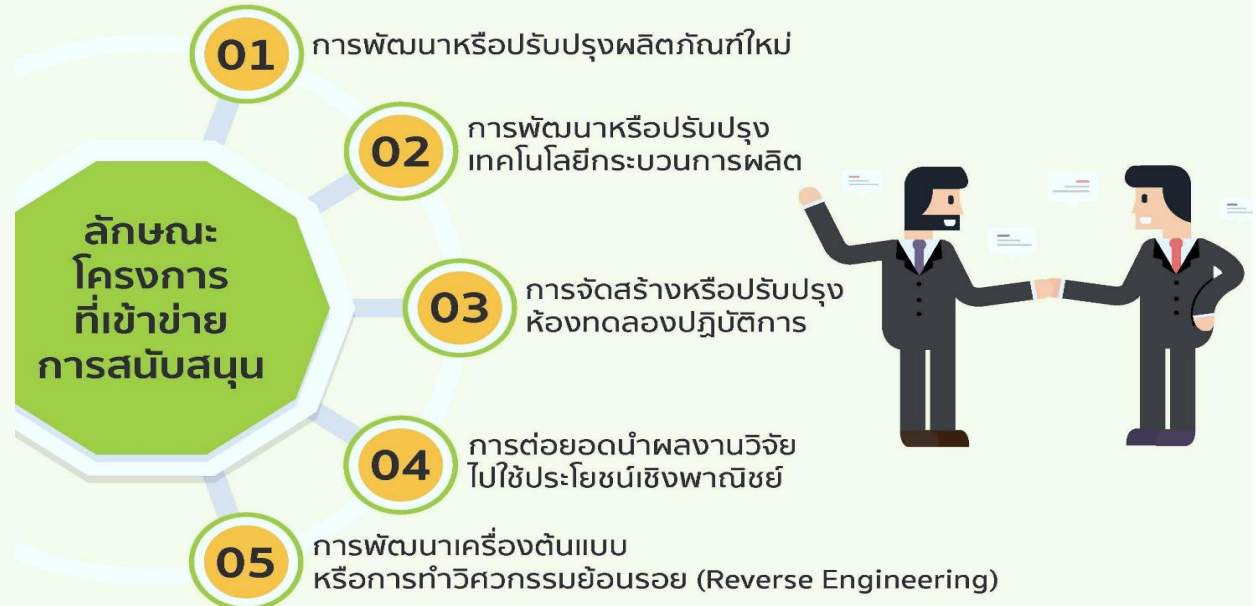 01
การพัฒนาหรือปรับปรุงผลิตภัณฑ์ใหม่
02
การพัฒนาหรือปรับปรุง
เทคโนโลยีกระบวนการผลิต
ลักษณะ
โครงการ
ที่เข้าข่าย
การสนับสนุน
03
การจัดสร้างหรือปรับปรุง
ห้องทดลองปฏิบัติการ
04
การต่อยอดนำผลงานวิจัย
ไปใช้ประโยชน์เชิงพาณิชย์
05
การพัฒนาเครื่องต้นแบบ
หรือการทำวิศวกรรมย้อนรอย (Reverse Engineering)